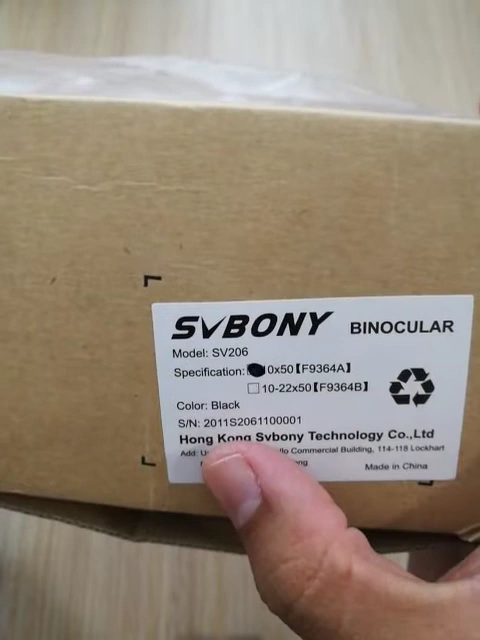 SVBONY BINOCULAR
Model: SV206
Specification: 0x50【F9364A】
10-22x50【F9364B】
Color: Black
S/N: 2011S2061100001
Hong Kong Svbony Technology Co.,Ltd
Add: Commercial Building, 114-118 Lockhart
Made in China